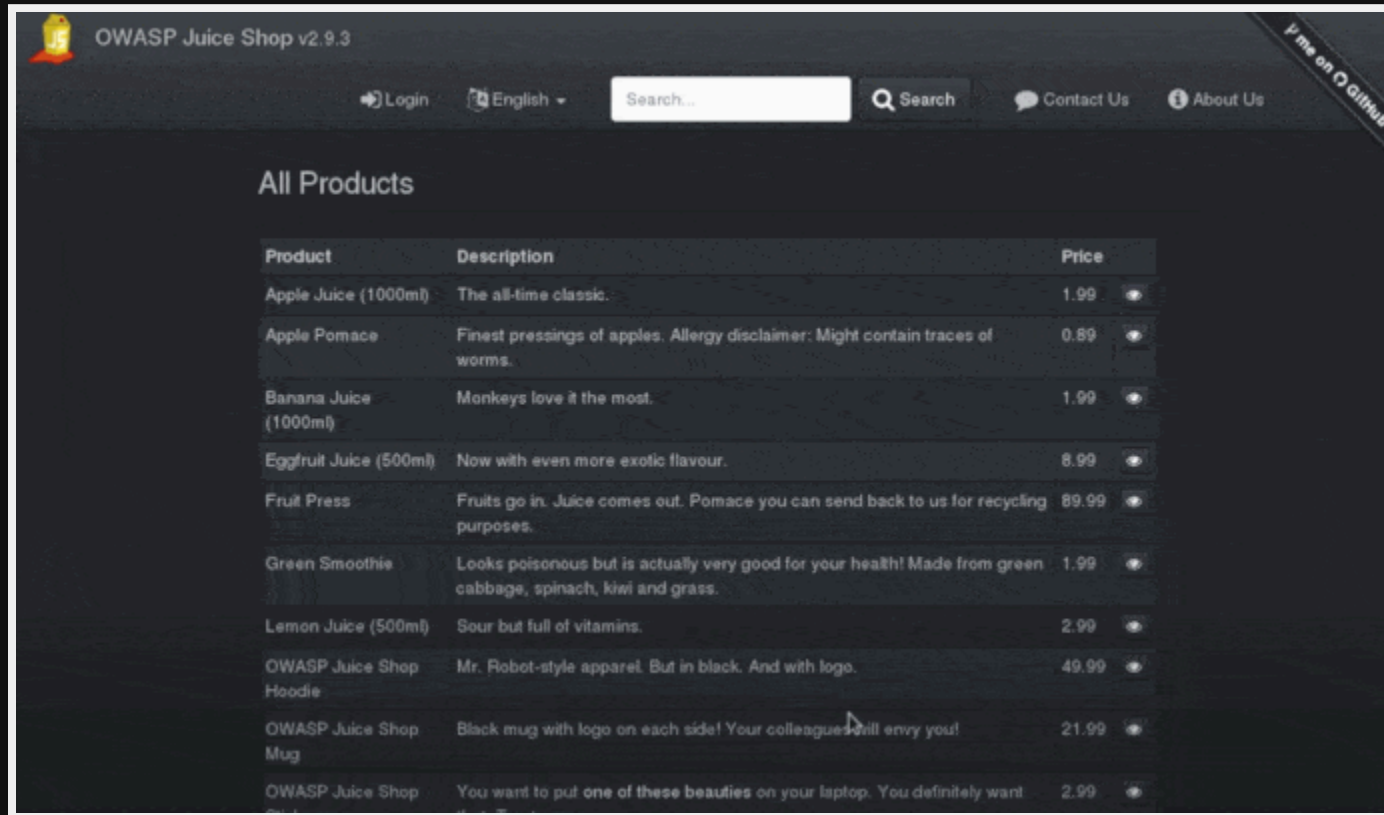 OWASP Juice Shop v2.9.3
Login English Search... Search Contact Us About Us
me on GitHub
All Products
Product Description Price
Apple Juice (1000ml) The all-time classic. 1.99
Apple Pomace Finest pressings of apples. Allergy disclaimer: Might contain traces of 0.89
worms.
Banana Juice Monkeys love it the most. 1.99
(1000ml)
Eggfruit Juice (500ml) Now with even more exotic flavour. 8.99
Fruit Press Fruits go in. Juice comes out. Pomace you can send back to us for recycling 89.99
purposes.
Green Smoothie Looks poisonous but is actually very good for your health! Made from green 1.99
cabbage, spinach, kiwi and grass.
Lemon Juice (500ml) Sour but full of vitamins. 2.99
OWASP Juice Shop Mr. Robot-style apparel. But in black. And with logo. 49.99
Hoodie
OWASP Juice Shop Black mug with logo on each side! Your colleagues will envy you! 21.99
Mug
OWASP Juice Shop You want to put one of these beauties on your laptop. You definitely want 2.99